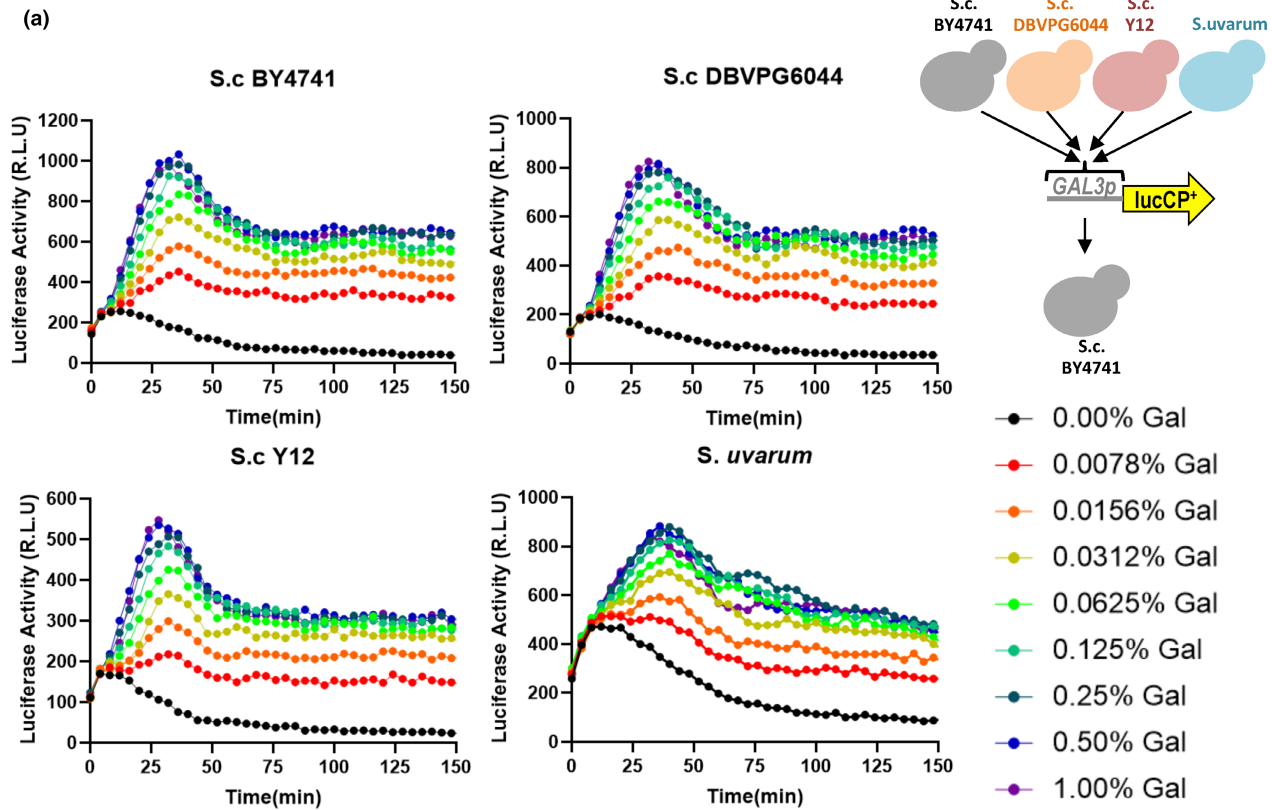 (a)
S.c.
BY4741
S.c.
DBVPG6044
S.c.
Y12
S.uvarum
GAL3p
lucCP+
S.c.
BY4741
S.c BY4741
Luciferase Activity (R.L.U)
1200
1000
800
600
400
200
0
0 25 50 75 100 125 150
Time(min)
S.c DBVPG6044
Luciferase Activity (R.L.U)
1000
800
600
400
200
0
0 25 50 75 100 125 150
Time(min)
S.c Y12
Luciferase Activity (R.L.U)
600
500
400
300
200
100
0
0 25 50 75 100 125 150
Time(min)
S. uvarum
Luciferase Activity (R.L.U)
1000
800
600
400
200
0
0 25 50 75 100 125 150
Time(min)
0.00% Gal
0.0078% Gal
0.0156% Gal
0.0312% Gal
0.0625% Gal
0.125% Gal
0.25% Gal
0.50% Gal
1.00% Gal